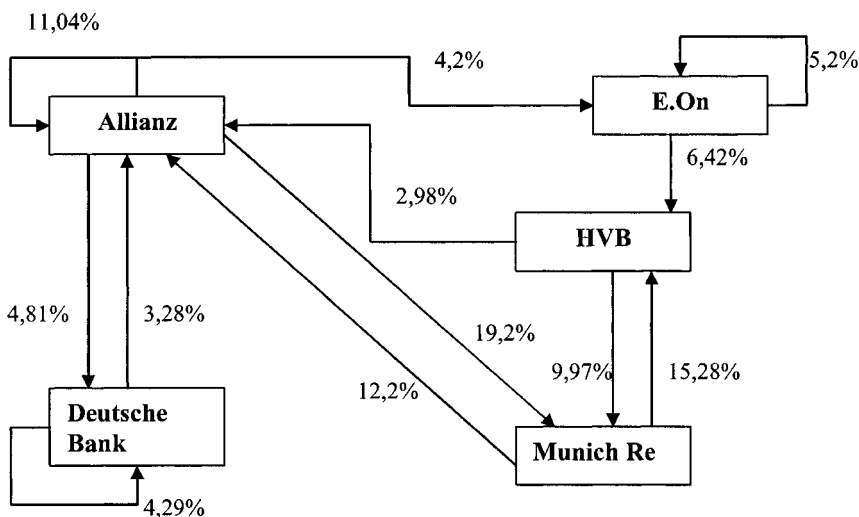 11,04%
4,2%
5,2%
Allianz
E.On
6,42%
2,98%
HVB
4,81%
3,28%
19,2%
12,2%
9,97%
15,28%
Deutsche
Bank
Munich Re
4,29%